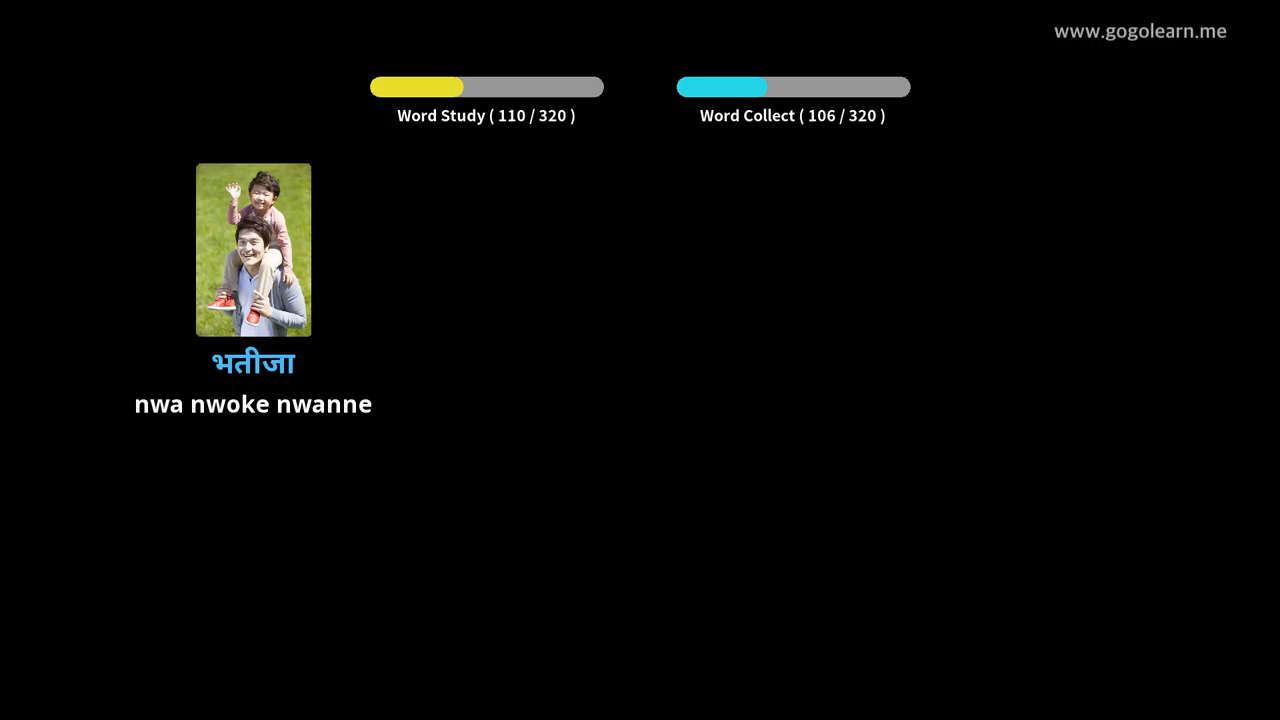 www.gogolearn.me
Word Study ( 110 / 320 )
Word Collect ( 106 / 320 )
भतीजा
nwa nwoke nwanne